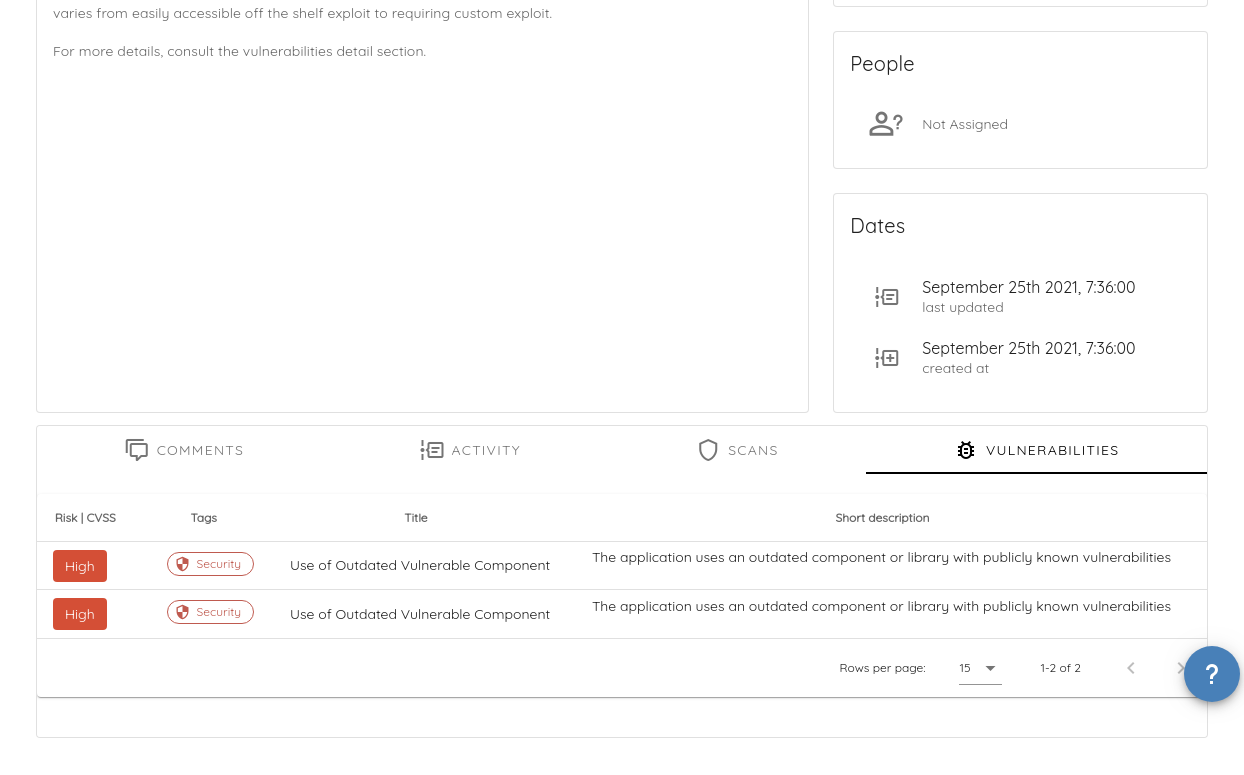 varies from easily accessible off the shelf exploit to requiring custom exploit.
For more details, consult the vulnerabilities detail section.
People
Not Assigned
Dates
September 25th 2021, 7:36:00
last updated
September 25th 2021, 7:36:00
created at
COMMENTS ACTIVITY SCANS VULNERABILITIES
Risk | CVSS Tags Title Short description
High Security Use of Outdated Vulnerable Component The application uses an outdated component or library with publicly known vulnerabilities
High Security Use of Outdated Vulnerable Component The application uses an outdated component or library with publicly known vulnerabilities
Rows per page: 15 1-2 of 2
?